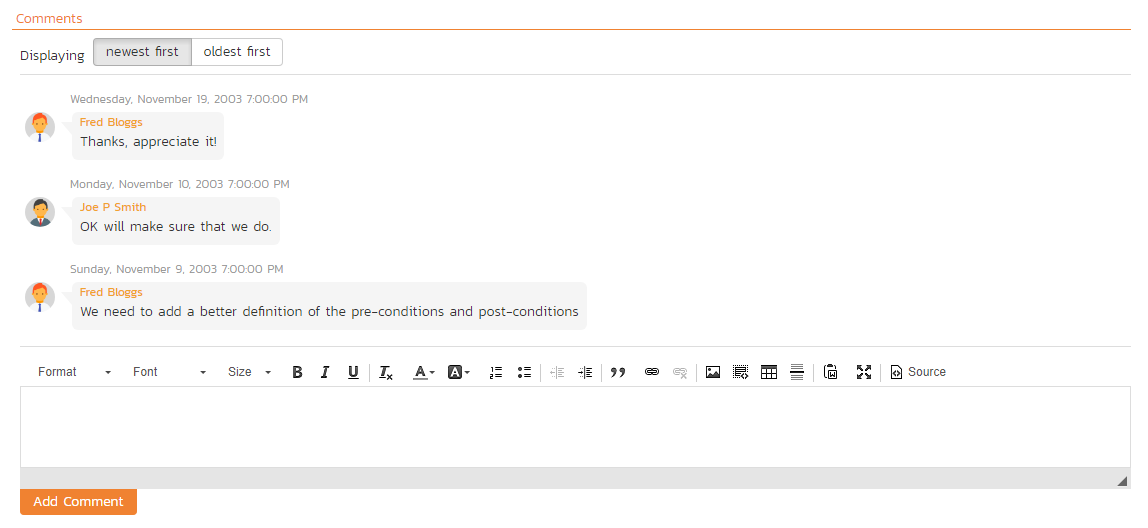 Comments
Displaying newest first oldest first
Wednesday, November 19, 2003 7:00:00 PM
Fred Bloggs
Thanks, appreciate it!
Monday, November 10, 2003 7:00:00 PM
Joe P Smith
OK will make sure that we do.
Sunday, November 9, 2003 7:00:00 PM
Fred Bloggs
We need to add a better definition of the pre-conditions and post-conditions
Format Font Size B I U Tx A A Source
Add Comment